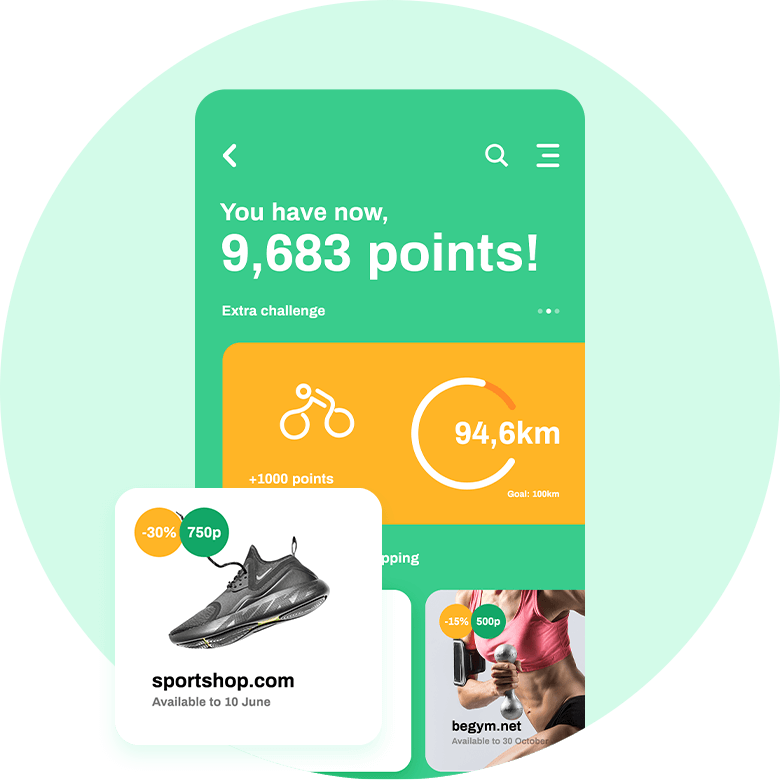 You have now,
9,683 points!
Extra challenge
94,6km
+1000 points
Goal: 100km
-30% 750p
sportshop.com
Available to 10 June
-15% 500p
begym.net
Available to 30 October